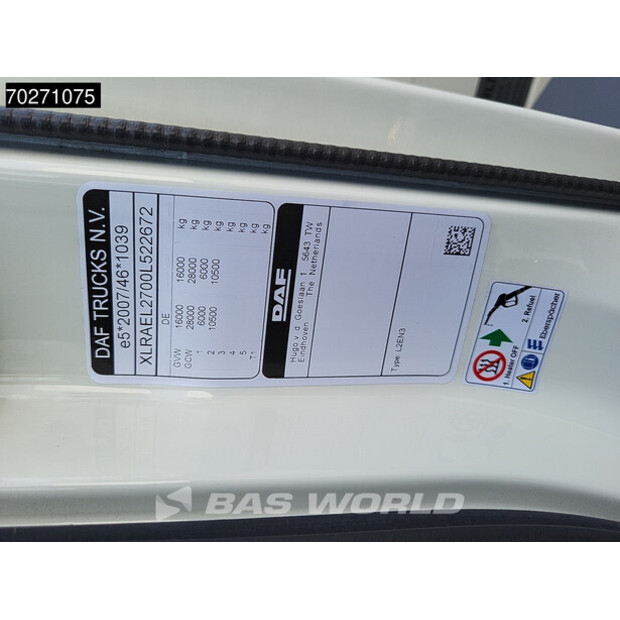 70271075
DAF TRUCKS N.V.
e5*2007/46*1039
XLRAEL2700L522672
DE
GVW 16000 16000 kg
GCW 28000 28000 kg
1 6000 6000 kg
2 10500 10500 kg
3 kg
4 kg
5 kg
T1 kg
DAF
Hugo v. d. Goeslaan 1 5643 TW
Eindhoven The Netherlands
Type: L2EN3
2. Refuel
1. Heater OFF
Eberspächer
BAS WORLD